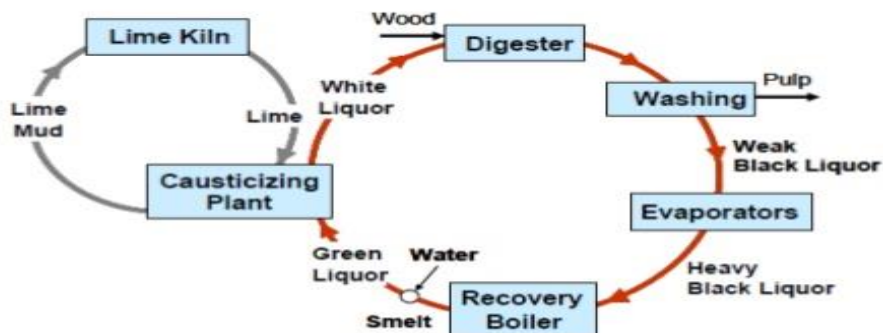 Wood
Lime Kiln
Digester
White
Liquor
Pulp
Washing
Lime
Mud
Lime
Weak
Black Liquor
Causticizing
Plant
Evaporators
Green
Liquor
Water
Heavy
Black Liquor
Smelt
Recovery
Boiler